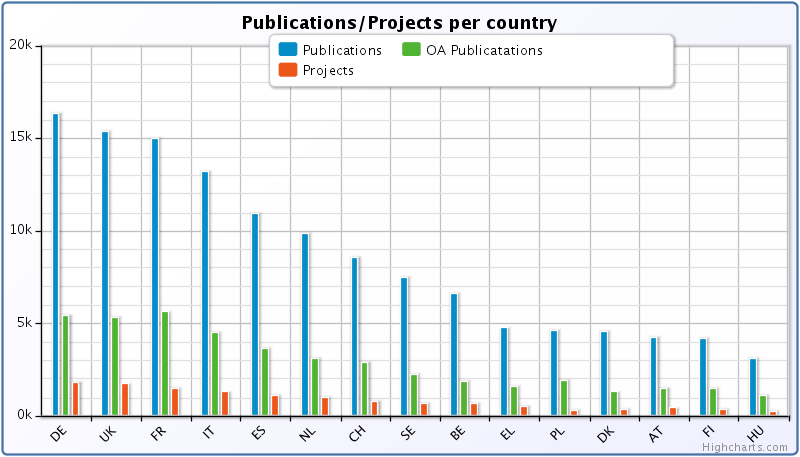 Publications/Projects per country
Publications OA Publicatations
Projects
20k
15k
10k
5k
0k
DE UK FR IT ES NL CH SE BE EL PL DK AT FI HU
Highcharts.com